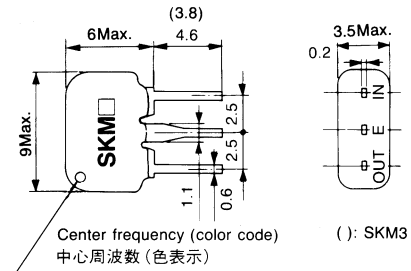 (3.8)
6Max.
4.6
3.5Max.
0.2
9Max.
SKM□
2.5
2.5
1.1
0.6
IN
E
OUT
Center frequency (color code)
中心周波数(色表示)
( ): SKM3